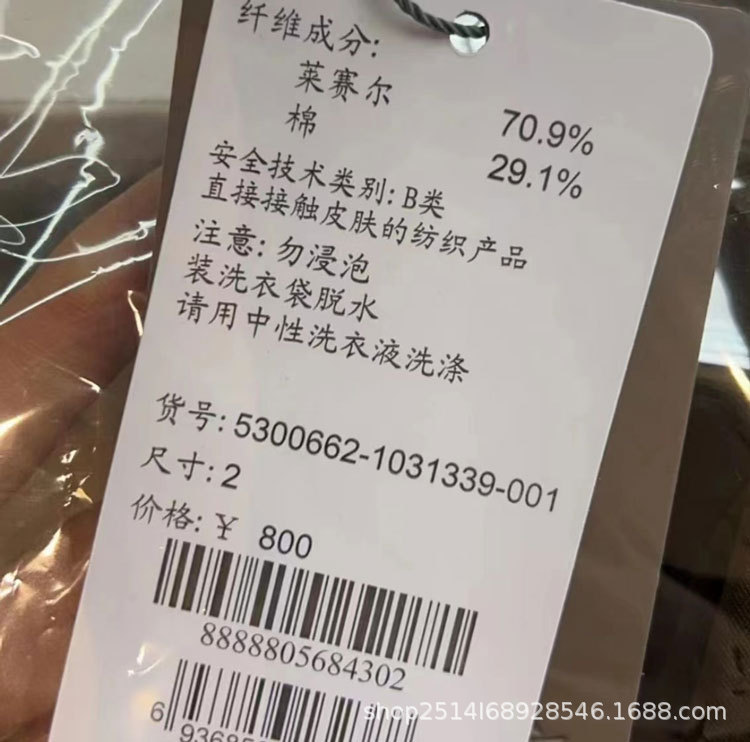 纤维成分:
莱赛尔 70.9%
棉 29.1%
安全技术类别: B类
直接接触皮肤的纺织产品
注意: 勿浸泡
装洗衣袋脱水
请用中性洗衣液洗涤
货号: 5300662-1031339-001
尺寸: 2
价格: ¥ 800
8888805684302
6 93685
shop2514l68928546.1688.com